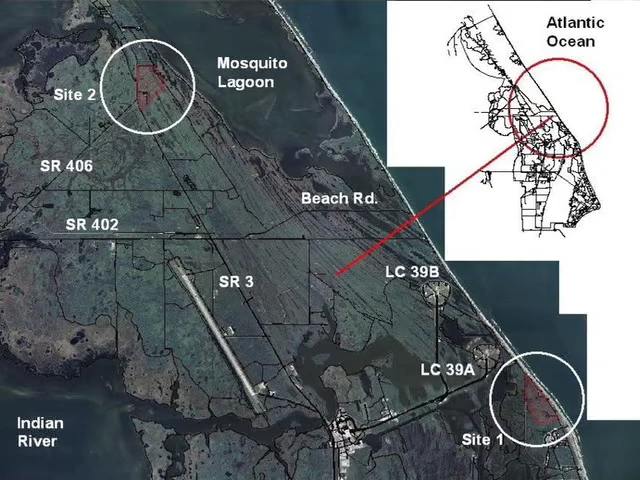 Atlantic
Ocean
Mosquito
Lagoon
Site 2
SR 406
Beach Rd.
SR 402
SR 3
LC 39B
LC 39A
Indian
River
Site 1